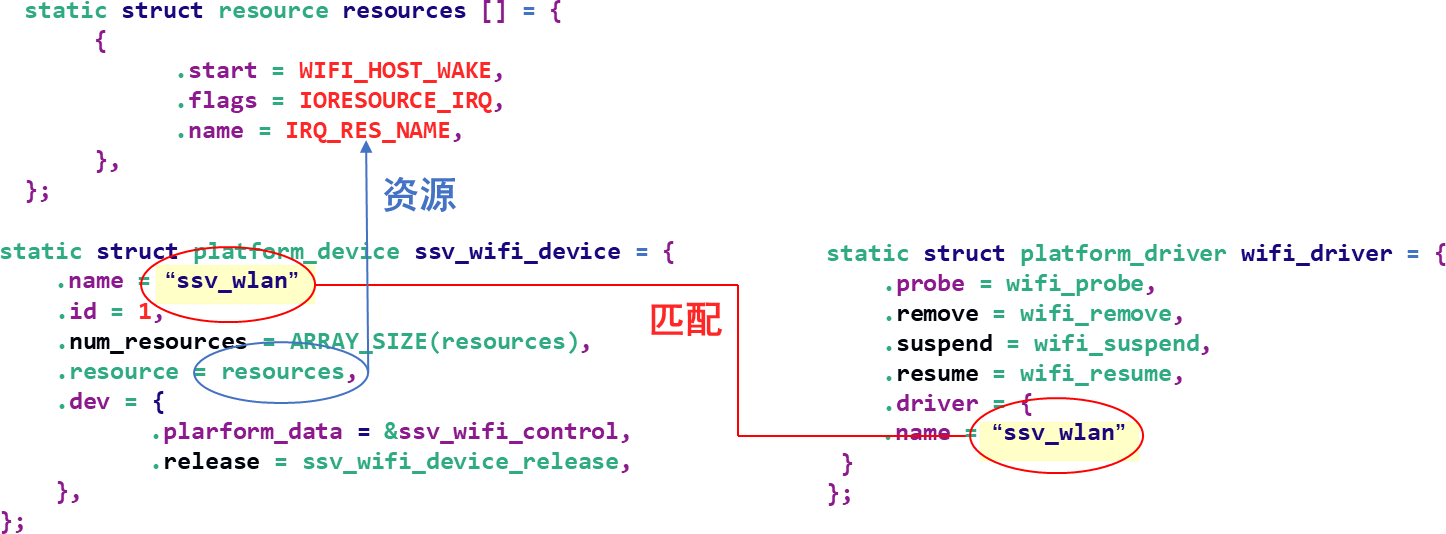 static struct resource resources [] = {
{
.start = WIFI_HOST_WAKE,
.flags = IORESOURCE_IRQ,
.name = IRQ_RES_NAME,
},
};
资源
static struct platform_device ssv_wifi_device = {
.name = “ssv_wlan”
.id = 1,
.num_resources = ARRAY_SIZE(resources),
.resource = resources,
.dev = {
.plarform_data = &ssv_wifi_control,
.release = ssv_wifi_device_release,
},
};
匹配
static struct platform_driver wifi_driver = {
.probe = wifi_probe,
.remove = wifi_remove,
.suspend = wifi_suspend,
.resume = wifi_resume,
.driver = {
.name = “ssv_wlan”
}
};